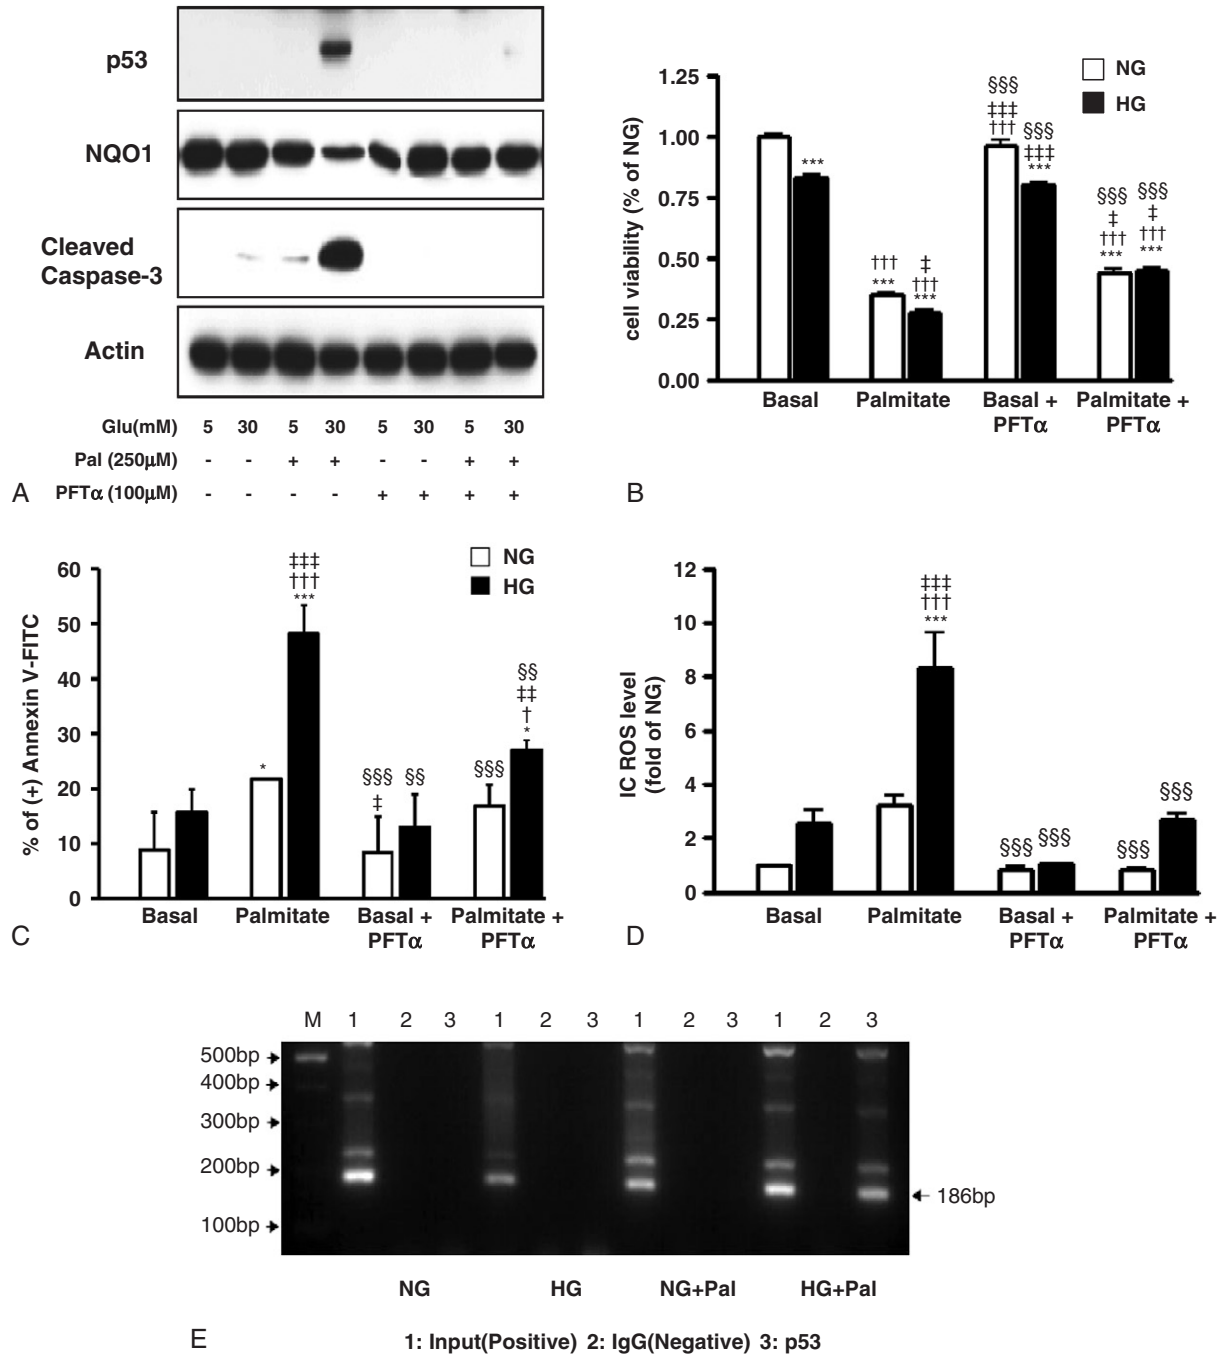 p53
NQO1
Cleaved
Caspase-3
Actin
Glu(mM) 5 30 5 30 5 30 5 30
Pal (250μM) - - + + - - + +
PFTα (100μM) - - - - + + + +
A
NG
HG
cell viability (% of NG)
1.25
1.00
0.75
0.50
0.25
0.00
***
†††
***
‡
†††
***
§§§
‡‡‡
†††
§§§
‡‡‡
***
§§§
‡
†††
***
§§§
‡
†††
***
Basal Palmitate Basal + Palmitate +
PFTα PFTα
B
NG
HG
% of (+) Annexin V-FITC
60
50
40
30
20
10
0
*
‡‡‡
†††
***
§§§
‡
§§
§§§
§§
‡‡
†
*
Basal Palmitate Basal + Palmitate +
PFTα PFTα
C
IC ROS level
(fold of NG)
12
10
8
6
4
2
0
‡‡‡
†††
***
§§§
§§§
§§§
§§§
Basal Palmitate Basal + Palmitate +
PFTα PFTα
D
M 1 2 3 1 2 3 1 2 3 1 2 3
500bp
400bp
300bp
200bp
100bp
186bp
NG HG NG+Pal HG+Pal
E
1: Input(Positive) 2: IgG(Negative) 3: p53